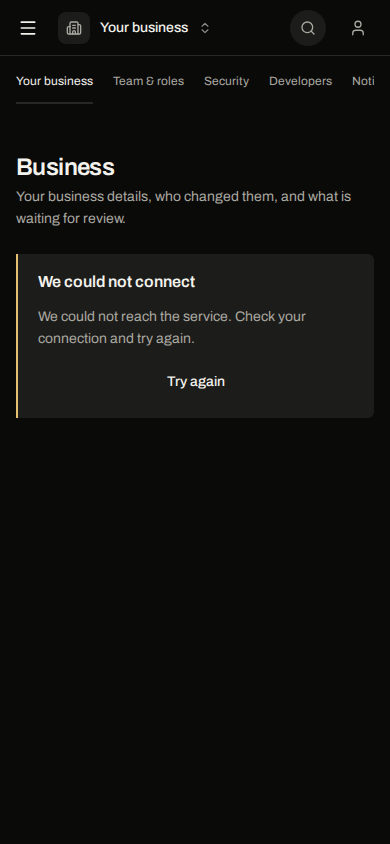 Your business
Your business
Team & roles
Security
Developers
Noti
Business
Your business details, who changed them, and what is
waiting for review.
We could not connect
We could not reach the service. Check your
connection and try again.
Try again